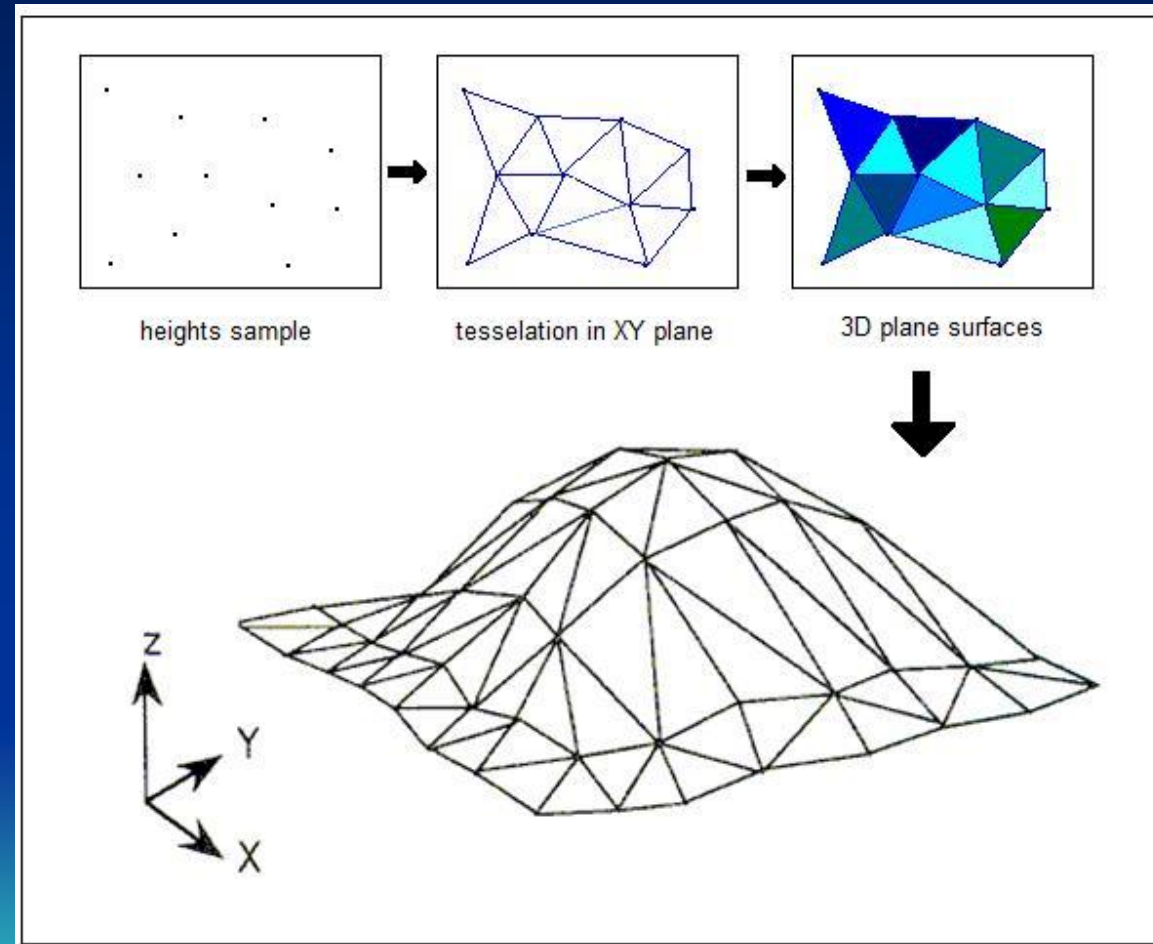 heights sample
tesselation in XY plane
3D plane surfaces
Z
Y
X